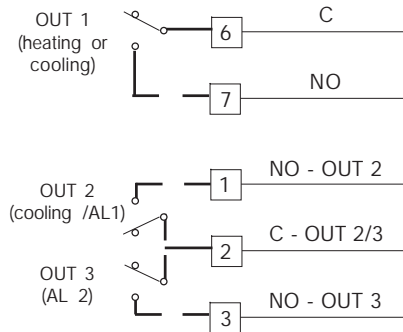 OUT 1
(heating or
cooling)
6
C
7
NO
OUT 2
(cooling /AL1)
1
NO - OUT 2
2
C - OUT 2/3
OUT 3
(AL 2)
3
NO - OUT 3